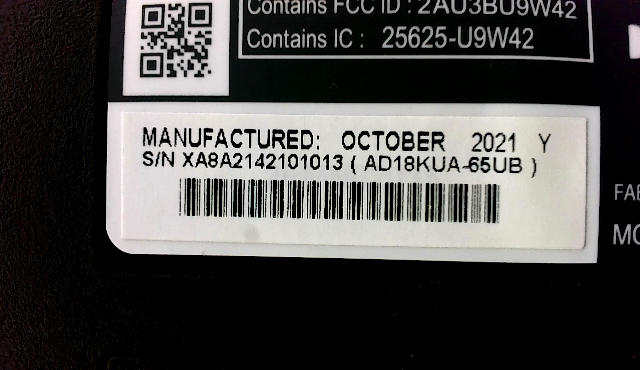 Contains FCC ID : 2AU3BU9W42
Contains IC : 25625-U9W42
MANUFACTURED: OCTOBER 2021 Y
S/N XA8A2142101013 ( AD18KUA-65UB )